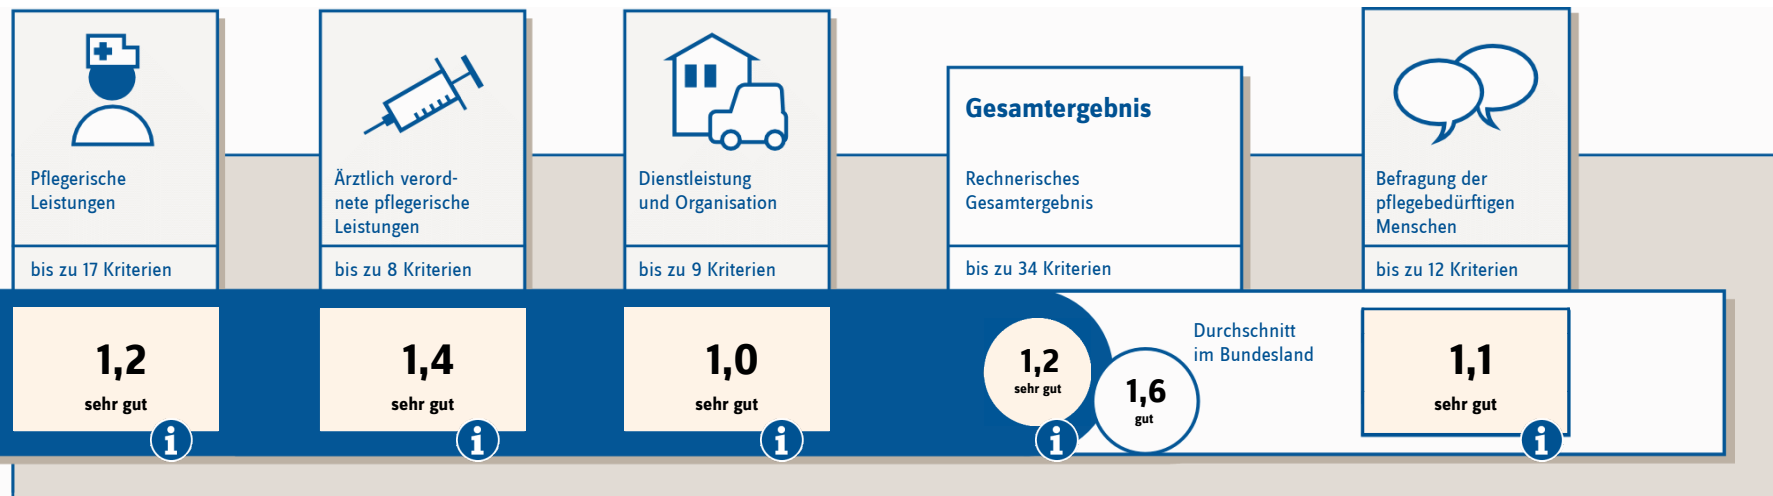 Pflegerische
Leistungen
bis zu 17 Kriterien
1,2
sehr gut
i
Ärztlich verord-
nete pflegerische
Leistungen
bis zu 8 Kriterien
1,4
sehr gut
i
Dienstleistung
und Organisation
bis zu 9 Kriterien
1,0
sehr gut
i
Gesamtergebnis
Rechnerisches
Gesamtergebnis
bis zu 34 Kriterien
1,2
sehr gut
i
1,6
gut
Durchschnitt
im Bundesland
Befragung der
pflegebedürftigen
Menschen
bis zu 12 Kriterien
1,1
sehr gut
i